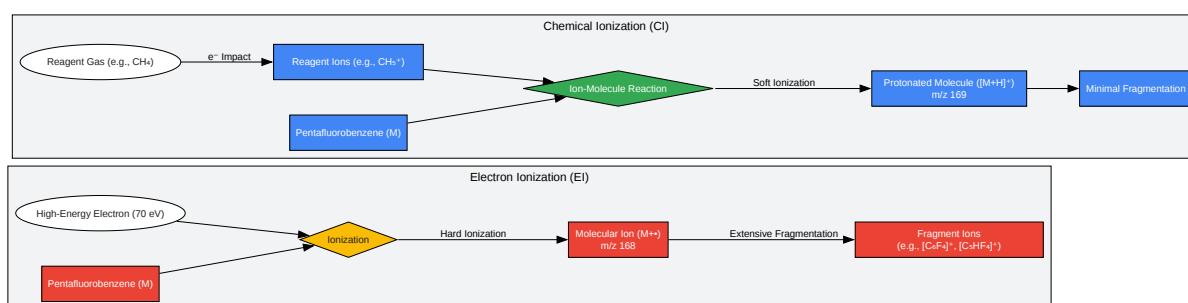 Chemical Ionization (CI)
Reagent Gas (e.g., CH₄)
e⁻ Impact
Reagent Ions (e.g., CH₅⁺)
Pentafluorobenzene (M)
Ion-Molecule Reaction
Soft Ionization
Protonated Molecule ([M+H]⁺)
m/z 169
Minimal Fragmentation
Electron Ionization (EI)
High-Energy Electron (70 eV)
Pentafluorobenzene (M)
Ionization
Hard Ionization
Molecular Ion (M+•)
m/z 168
Extensive Fragmentation
Fragment Ions
(e.g., [C₆F₄]⁺, [C₅HF₄]⁺)